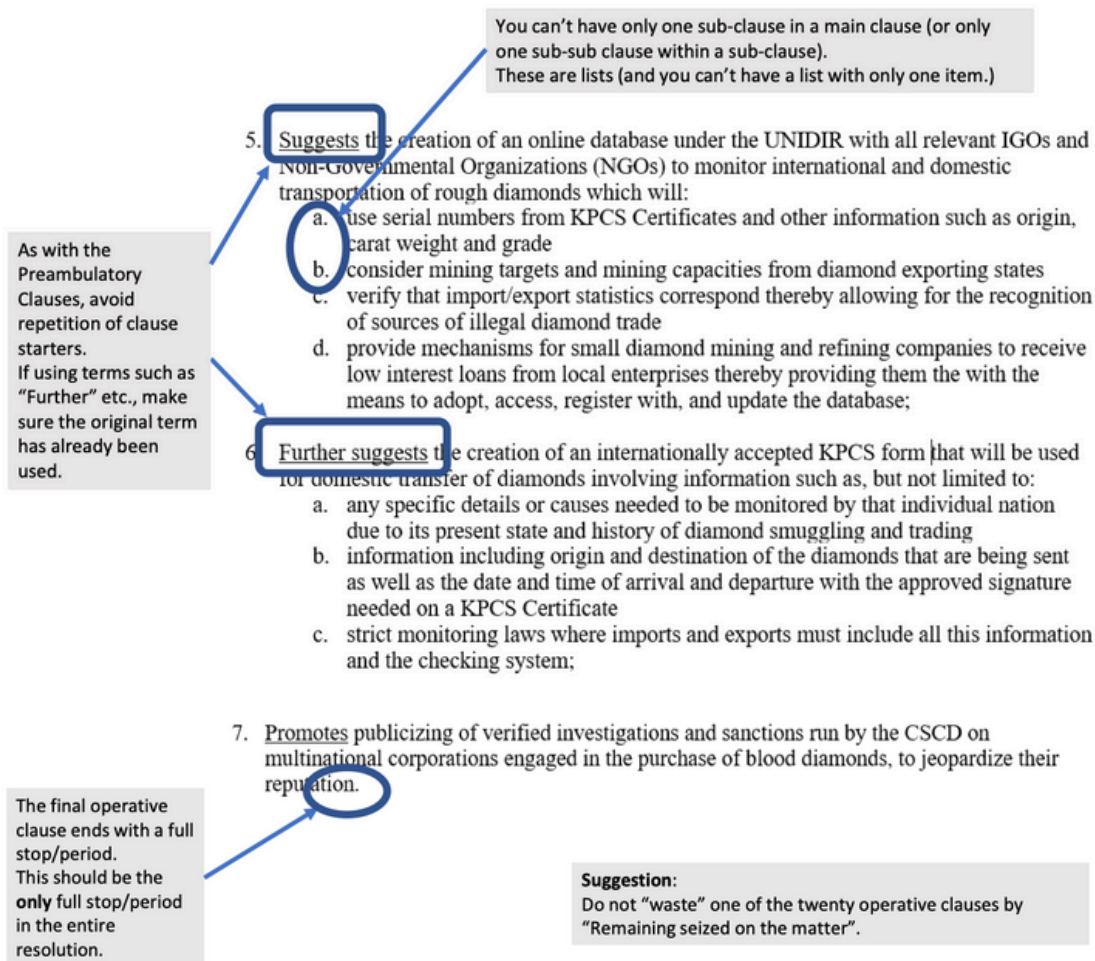 You can't have only one sub-clause in a main clause (or only
one sub-sub clause within a sub-clause).
These are lists (and you can't have a list with only one item.)
5. Suggests the creation of an online database under the UNIDIR with all relevant IGOs and
Non-Governmental Organizations (NGOs) to monitor international and domestic
transportation of rough diamonds which will:
a. use serial numbers from KPCS Certificates and other information such as origin,
carat weight and grade
b. consider mining targets and mining capacities from diamond exporting states
c. verify that import/export statistics correspond thereby allowing for the recognition
of sources of illegal diamond trade
d. provide mechanisms for small diamond mining and refining companies to receive
low interest loans from local enterprises thereby providing them the with the
means to adopt, access, register with, and update the database;
As with the
Preambulatory
Clauses, avoid
repetition of clause
starters.
If using terms such as
"Further" etc., make
sure the original term
has already been
used.
6. Further suggests the creation of an internationally accepted KPCS form that will be used
for domestic transfer of diamonds involving information such as, but not limited to:
a. any specific details or causes needed to be monitored by that individual nation
due to its present state and history of diamond smuggling and trading
b. information including origin and destination of the diamonds that are being sent
as well as the date and time of arrival and departure with the approved signature
needed on a KPCS Certificate
c. strict monitoring laws where imports and exports must include all this information
and the checking system;
7. Promotes publicizing of verified investigations and sanctions run by the CSCD on
multinational corporations engaged in the purchase of blood diamonds, to jeopardize their
reputation.
The final operative
clause ends with a full
stop/period.
This should be the
only full stop/period
in the entire
resolution.
Suggestion:
Do not "waste" one of the twenty operative clauses by
"Remaining seized on the matter".